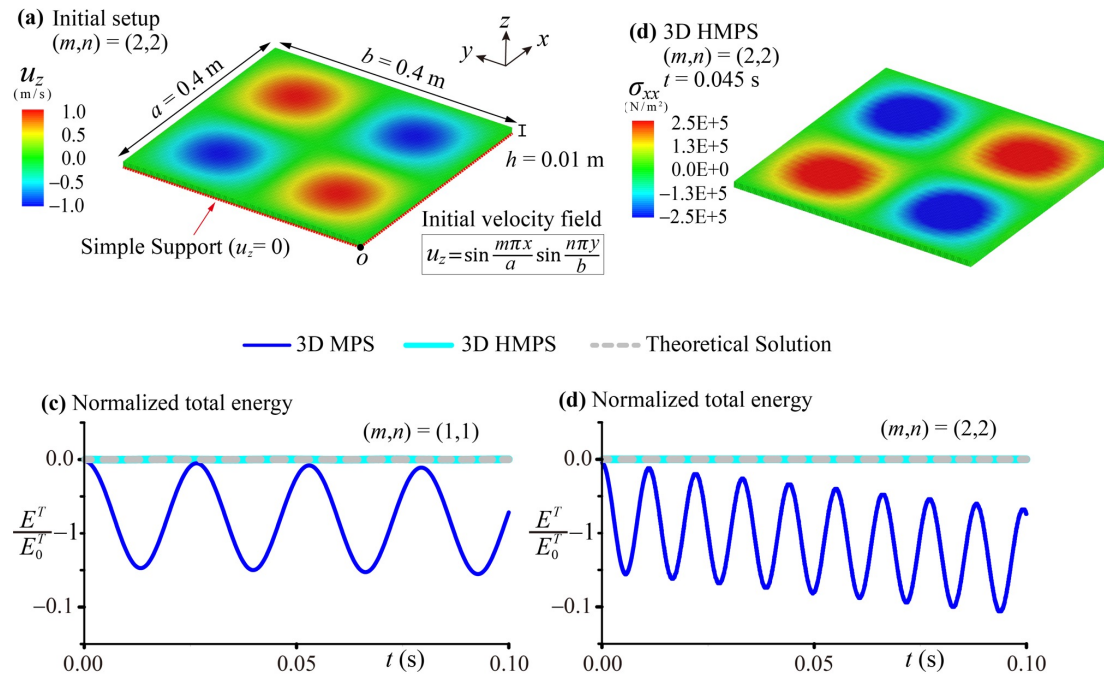 (a) Initial setup
(m,n) = (2,2)
u_z
(m/s)
1.0
0.5
0.0
−0.5
−1.0
a = 0.4 m
b = 0.4 m
z
y
x
h = 0.01 m
Simple Support (u_z= 0)
o
Initial velocity field
u_z = sin mπx/a sin nπy/b
(d) 3D HMPS
(m,n) = (2,2)
t = 0.045 s
σ_xx
(N/m²)
2.5E+5
1.3E+5
0.0E+0
−1.3E+5
−2.5E+5
3D MPS
3D HMPS
Theoretical Solution
(c) Normalized total energy
(m,n) = (1,1)
0.0
E^T/E_0^T
−1
−0.1
0.00
0.05
t (s)
0.10
(d) Normalized total energy
(m,n) = (2,2)
0.0
E^T/E_0^T
−1
−0.1
0.00
0.05
t (s)
0.10